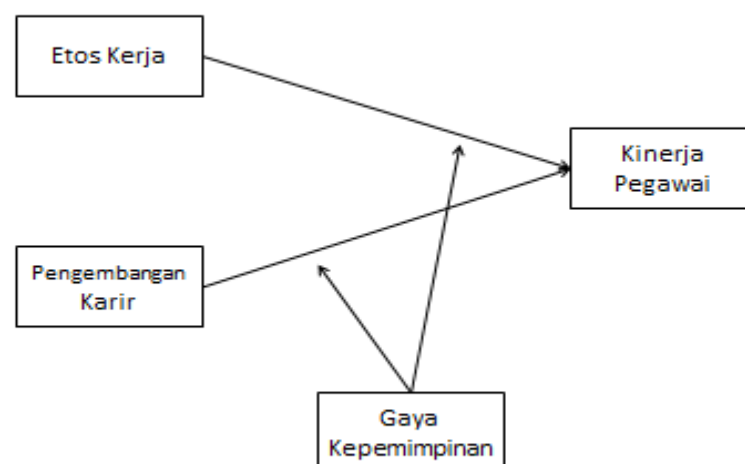 Etos Kerja
Kinerja
Pegawai
Pengembangan
Karir
Gaya
Kepemimpinan